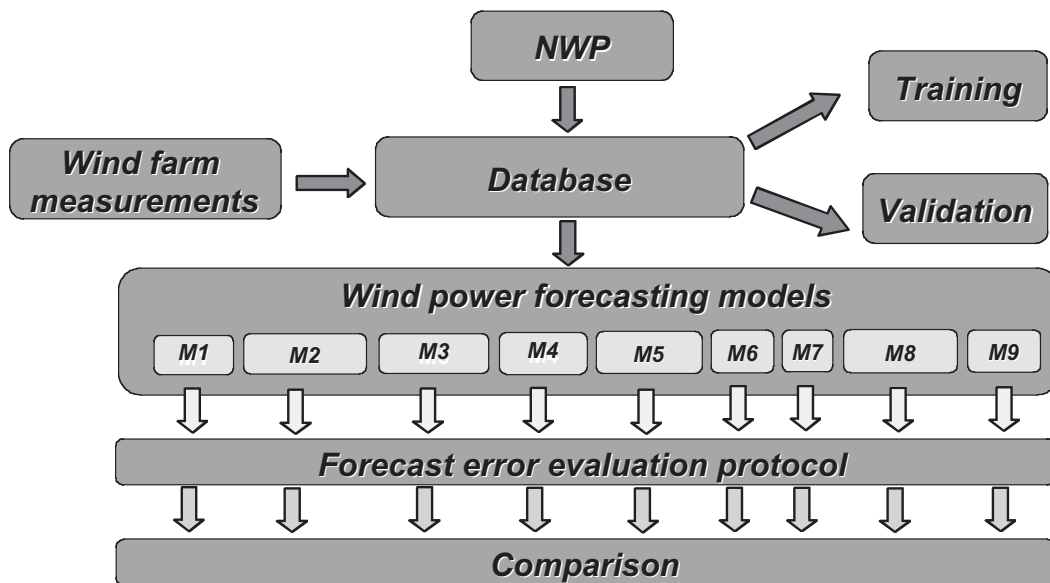 NWP
Training
Wind farm
measurements
Database
Validation
Wind power forecasting models
M1 M2 M3 M4 M5 M6 M7 M8 M9
Forecast error evaluation protocol
Comparison